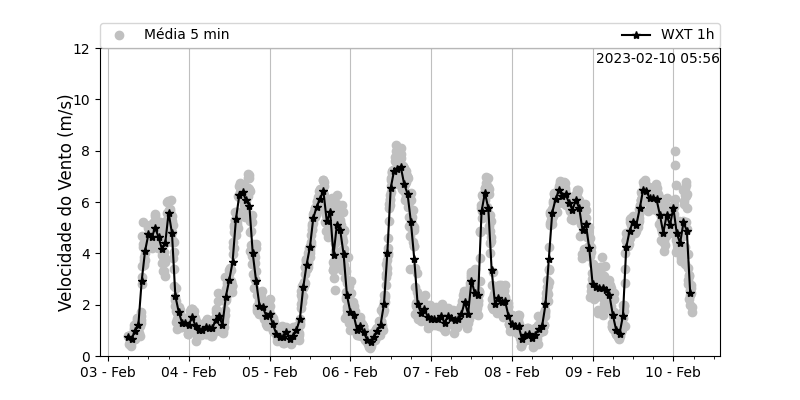 Média 5 min
WXT 1h
2023-02-10 05:56
Velocidade do Vento (m/s)
12
10
8
6
4
2
0
03 - Feb
04 - Feb
05 - Feb
06 - Feb
07 - Feb
08 - Feb
09 - Feb
10 - Feb